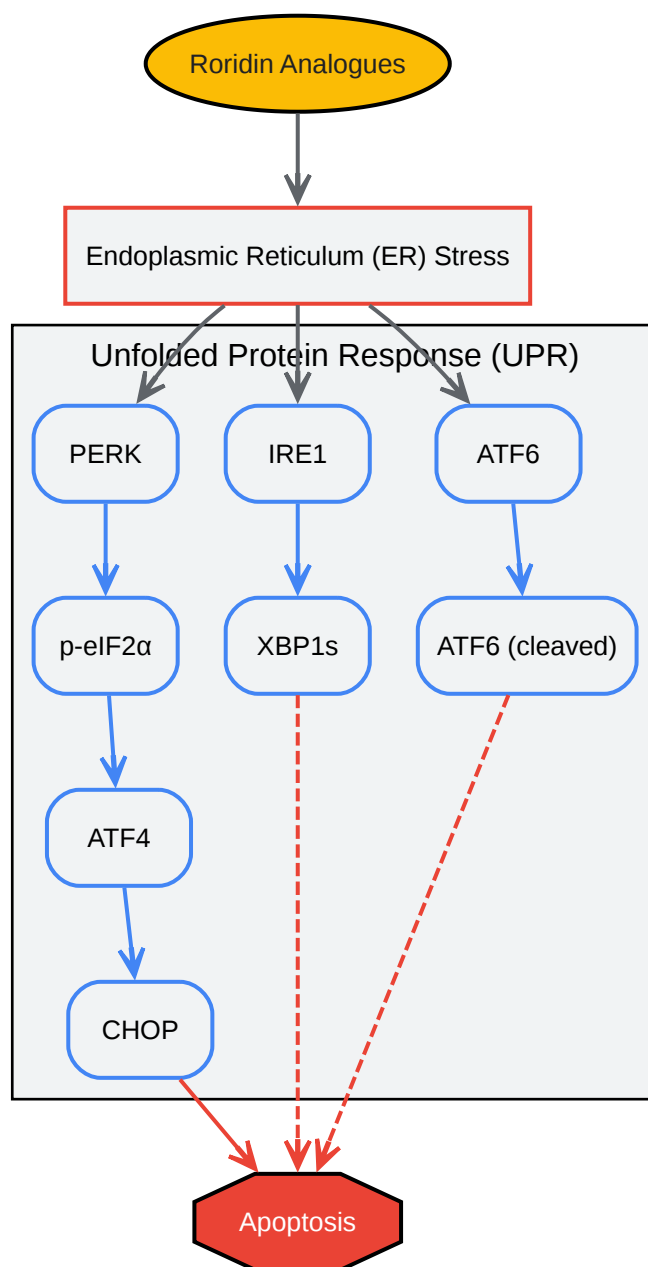 Roridin Analogues
Endoplasmic Reticulum (ER) Stress
Unfolded Protein Response (UPR)
PERK
IRE1
ATF6
p-eIF2α
XBP1s
ATF6 (cleaved)
ATF4
CHOP
Apoptosis